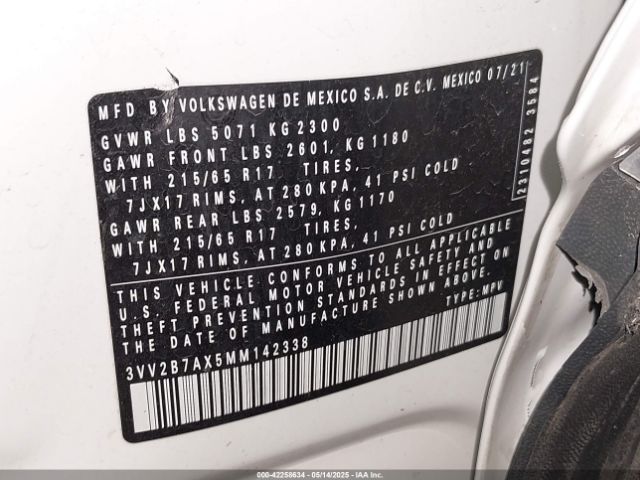 MFD BY VOLKSWAGEN DE MEXICO S.A. DE C.V. MEXICO 07/21
GVWR LBS 5071 KG 2300
GAWR FRONT LBS 2601, KG 1180
WITH 215/65 R17 TIRES,
7JX17 RIMS, AT 280 KPA, 41 PSI COLD
GAWR REAR LBS 2579, KG 1170
WITH 215/65 R17 TIRES,
7JX17 RIMS, AT 280 KPA, 41 PSI COLD
THIS VEHICLE CONFORMS TO ALL APPLICABLE
U.S. FEDERAL MOTOR VEHICLE SAFETY AND
THEFT PREVENTION STANDARDS IN EFFECT ON
THE DATE OF MANUFACTURE SHOWN ABOVE.
TYPE: MPV
3VV2B7AX5MM142338
2310482 3584
000-42258634 - 05/14/2025 - IAAI.COM